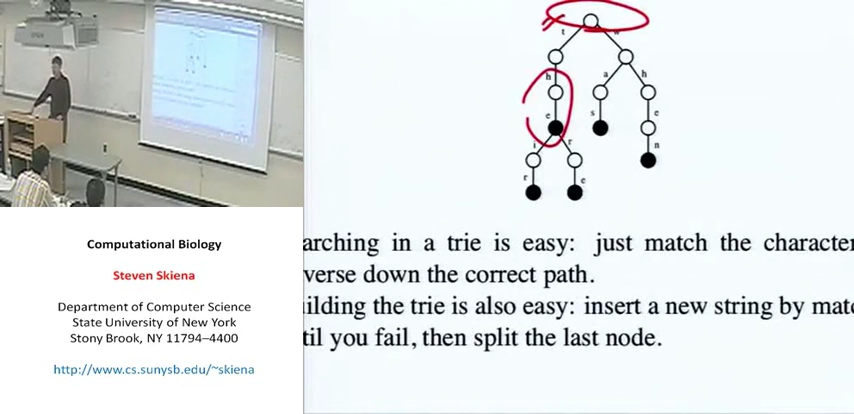 Computational Biology
Steven Skiena
Department of Computer Science
State University of New York
Stony Brook, NY 11794–4400
http://www.cs.sunysb.edu/~skiena
t
h
a
h
e
s
e
i
r
n
r
e
arching in a trie is easy: just match the character
verse down the correct path.
ilding the trie is also easy: insert a new string by mat
til you fail, then split the last node.